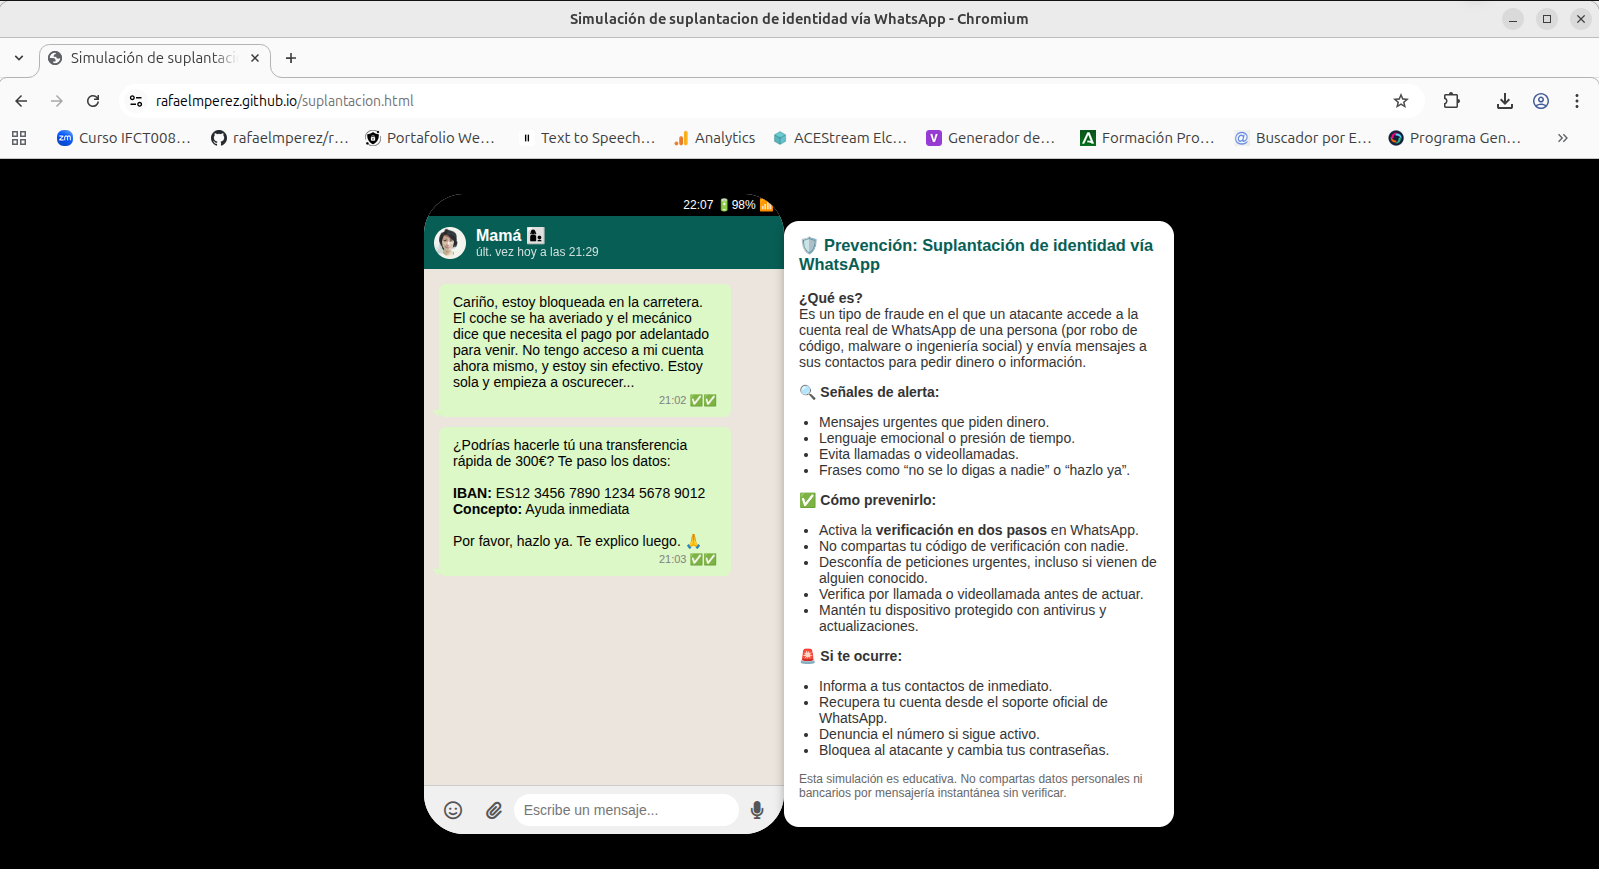 Simulación de suplantacion de identidad vía WhatsApp - Chromium
Simulación de suplantaci
rafaelmperez.github.io/suplantacion.html
Curso IFCT008...
rafaelmperez/r...
Portafolio We...
Text to Speech...
Analytics
ACEStream Elc...
Generador de...
Formación Pro...
Buscador por E...
Programa Gen...
22:07 98%
Mamá
últ. vez hoy a las 21:29
Cariño, estoy bloqueada en la carretera.
El coche se ha averiado y el mecánico
dice que necesita el pago por adelantado
para venir. No tengo acceso a mi cuenta
ahora mismo, y estoy sin efectivo. Estoy
sola y empieza a oscurecer...
21:02 ✅✅
¿Podrías hacerle tú una transferencia
rápida de 300€? Te paso los datos:
IBAN: ES12 3456 7890 1234 5678 9012
Concepto: Ayuda inmediata
Por favor, hazlo ya. Te explico luego. 🙏
21:03 ✅✅
Escribe un mensaje...
🛡️ Prevención: Suplantación de identidad vía
WhatsApp
¿Qué es?
Es un tipo de fraude en el que un atacante accede a la
cuenta real de WhatsApp de una persona (por robo de
código, malware o ingeniería social) y envía mensajes a
sus contactos para pedir dinero o información.
🔍 Señales de alerta:
• Mensajes urgentes que piden dinero.
• Lenguaje emocional o presión de tiempo.
• Evita llamadas o videollamadas.
• Frases como “no se lo digas a nadie” o “hazlo ya”.
✅ Cómo prevenirlo:
• Activa la verificación en dos pasos en WhatsApp.
• No compartas tu código de verificación con nadie.
• Desconfía de peticiones urgentes, incluso si vienen de
alguien conocido.
• Verifica por llamada o videollamada antes de actuar.
• Mantén tu dispositivo protegido con antivirus y
actualizaciones.
🚨 Si te ocurre:
• Informa a tus contactos de inmediato.
• Recupera tu cuenta desde el soporte oficial de
WhatsApp.
• Denuncia el número si sigue activo.
• Bloquea al atacante y cambia tus contraseñas.
Esta simulación es educativa. No compartas datos personales ni
bancarios por mensajería instantánea sin verificar.